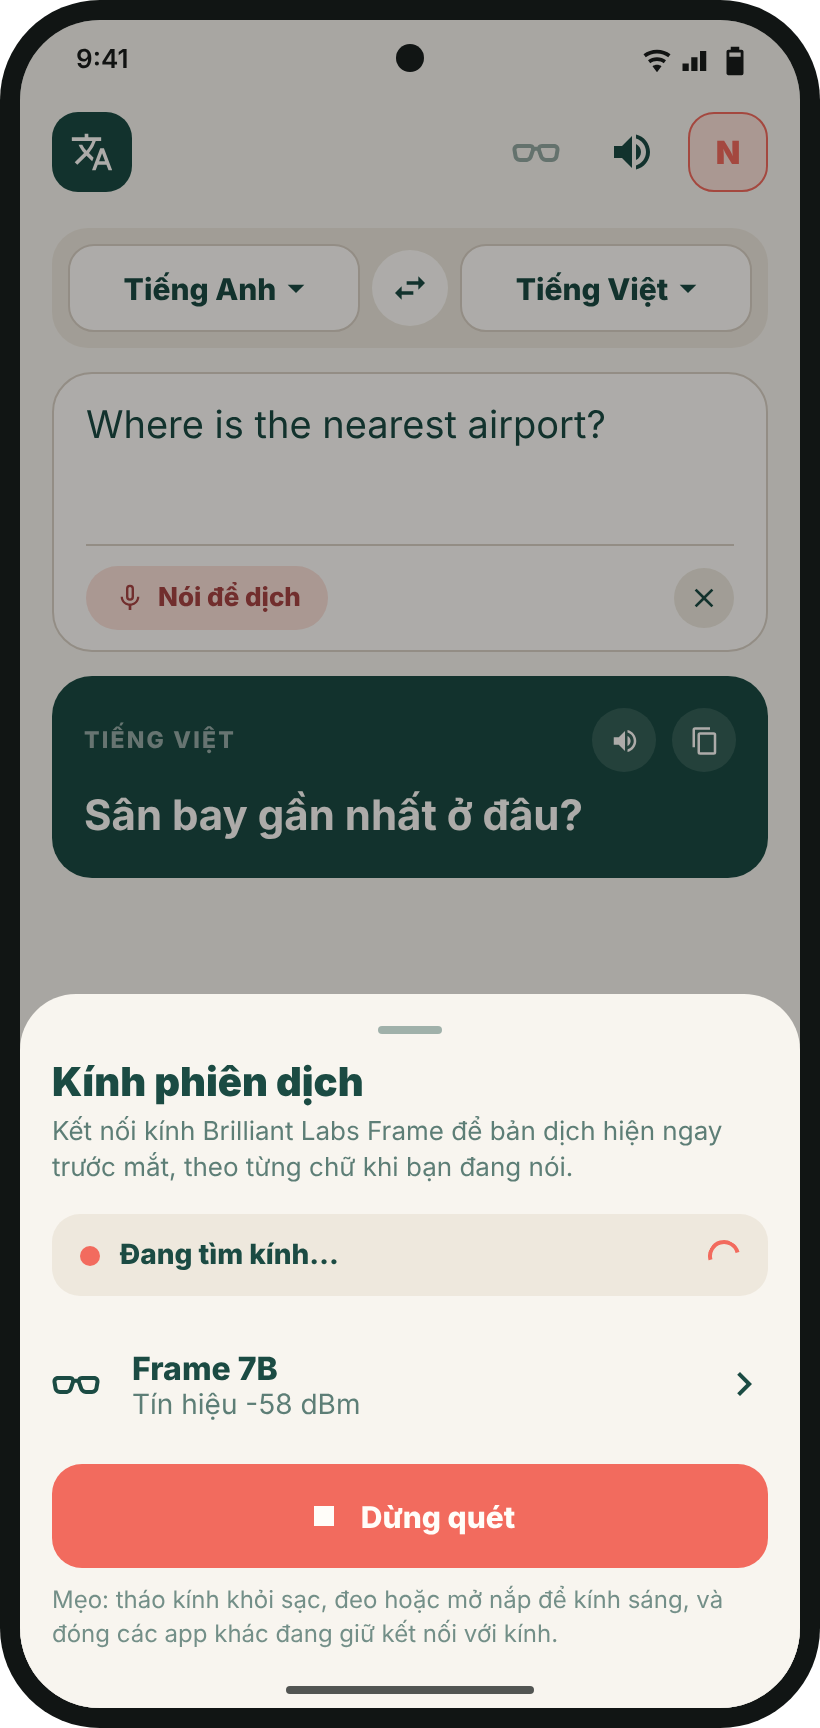 9:41
文A
N
Tiếng Anh
Tiếng Việt
Where is the nearest airport?
Nói để dịch
TIẾNG VIỆT
Sân bay gần nhất ở đâu?
Kính phiên dịch
Kết nối kính Brilliant Labs Frame để bản dịch hiện ngay
trước mắt, theo từng chữ khi bạn đang nói.
Đang tìm kính...
Frame 7B
Tín hiệu -58 dBm
Dừng quét
Mẹo: tháo kính khỏi sạc, đeo hoặc mở nắp để kính sáng, và
đóng các app khác đang giữ kết nối với kính.